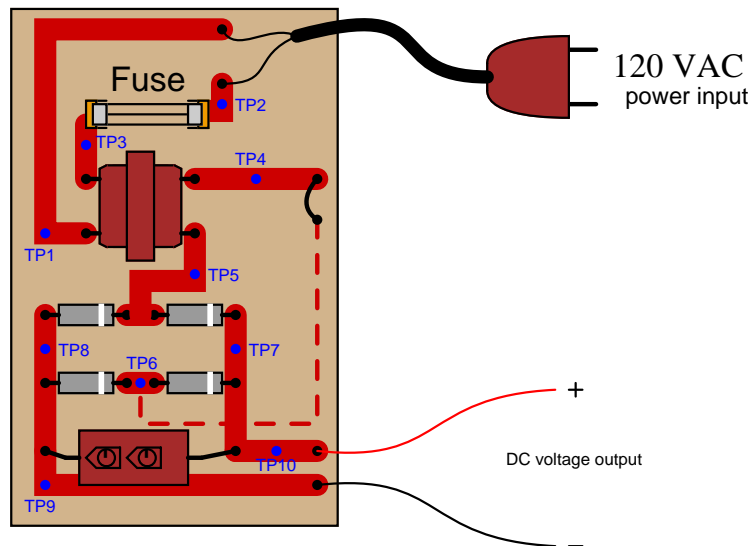 Fuse
120 VAC
power input
TP2
TP3
TP4
TP1
TP5
TP8
TP7
TP6
+
DC voltage output
TP10
TP9
−